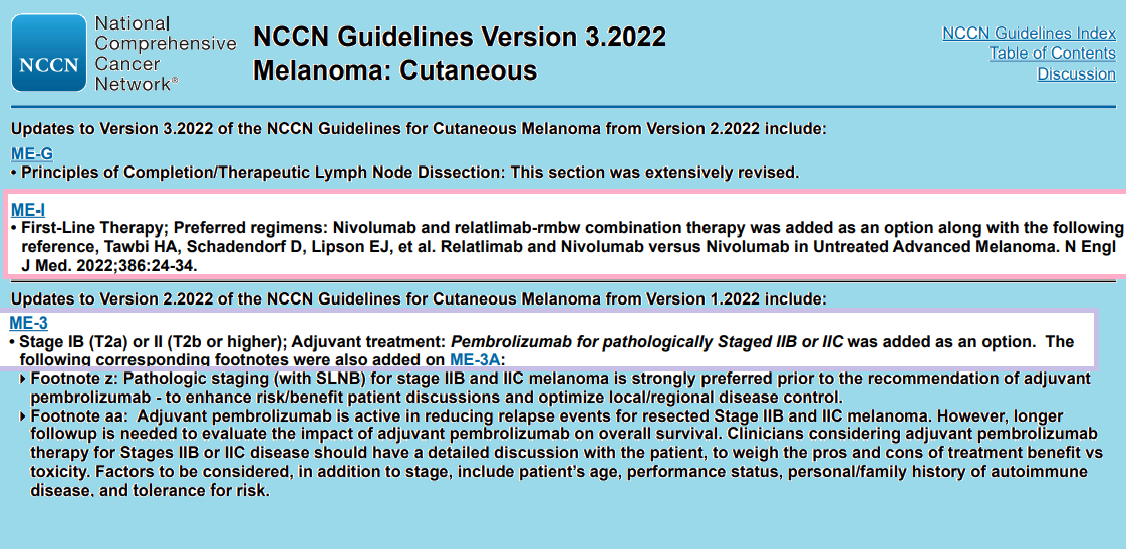 National
Comprehensive
Cancer
Network®
NCCN
NCCN Guidelines Version 3.2022
Melanoma: Cutaneous
NCCN Guidelines Index
Table of Contents
Discussion
Updates to Version 3.2022 of the NCCN Guidelines for Cutaneous Melanoma from Version 2.2022 include:
ME-G
• Principles of Completion/Therapeutic Lymph Node Dissection: This section was extensively revised.
ME-I
• First-Line Therapy; Preferred regimens: Nivolumab and relatlimab-rmbw combination therapy was added as an option along with the following
reference, Tawbi HA, Schadendorf D, Lipson EJ, et al. Relatlimab and Nivolumab versus Nivolumab in Untreated Advanced Melanoma. N Engl
J Med. 2022;386:24-34.
Updates to Version 2.2022 of the NCCN Guidelines for Cutaneous Melanoma from Version 1.2022 include:
ME-3
• Stage IB (T2a) or II (T2b or higher); Adjuvant treatment: Pembrolizumab for pathologically Staged IIB or IIC was added as an option.  The
following corresponding footnotes were also added on ME-3A:
Footnote z: Pathologic staging (with SLNB) for stage IIB and IIC melanoma is strongly preferred prior to the recommendation of adjuvant
pembrolizumab - to enhance risk/benefit patient discussions and optimize local/regional disease control.
Footnote aa:  Adjuvant pembrolizumab is active in reducing relapse events for resected Stage IIB and IIC melanoma. However, longer
followup is needed to evaluate the impact of adjuvant pembrolizumab on overall survival. Clinicians considering adjuvant pembrolizumab
therapy for Stages IIB or IIC disease should have a detailed discussion with the patient, to weigh the pros and cons of treatment benefit vs
toxicity. Factors to be considered, in addition to stage, include patient's age, performance status, personal/family history of autoimmune
disease, and tolerance for risk.